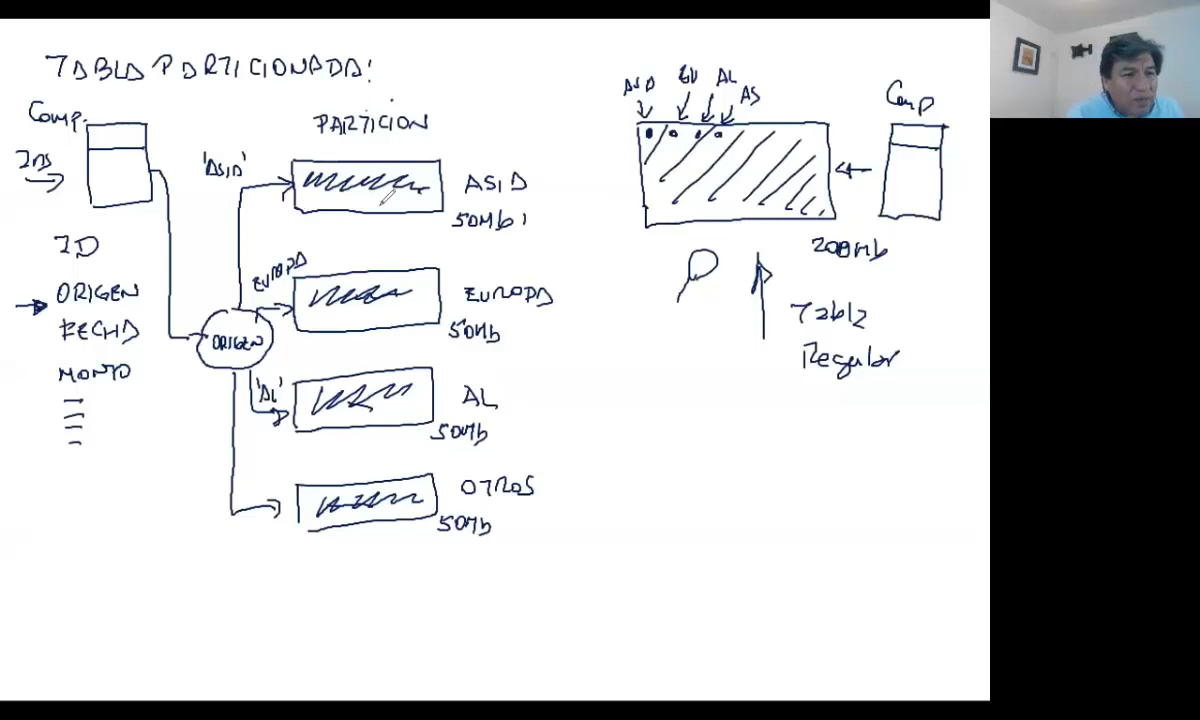 TABLA PARTICIONADA:
Comp.
Ins
ID
ORIGEN
FECHA
MONTO
ORIGEN
PARTICION
'ASIA'
ASIA
50Mb
EUROPA
EUROPA
50Mb
'AL'
AL
50Mb
OTROS
50Mb
ASIA
EU
AL
AS
Comp
200Mb
Tabla
Regular